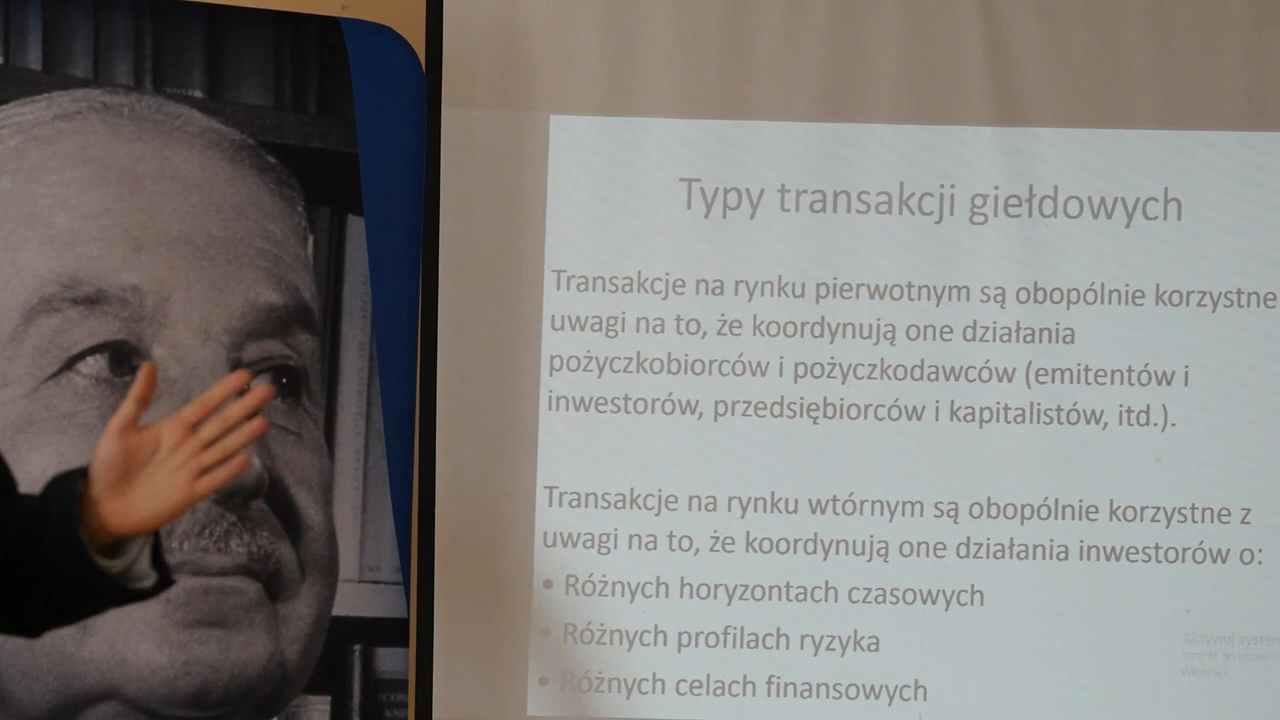 Typy transakcji giełdowych
Transakcje na rynku pierwotnym są obopólnie korzystne
uwagi na to, że koordynują one działania
pożyczkobiorców i pożyczkodawców (emitentów i
inwestorów, przedsiębiorców i kapitalistów, itd.).
Transakcje na rynku wtórnym są obopólnie korzystne z
uwagi na to, że koordynują one działania inwestorów o:
• Różnych horyzontach czasowych
• Różnych profilach ryzyka
• Różnych celach finansowych
Aktywuj system